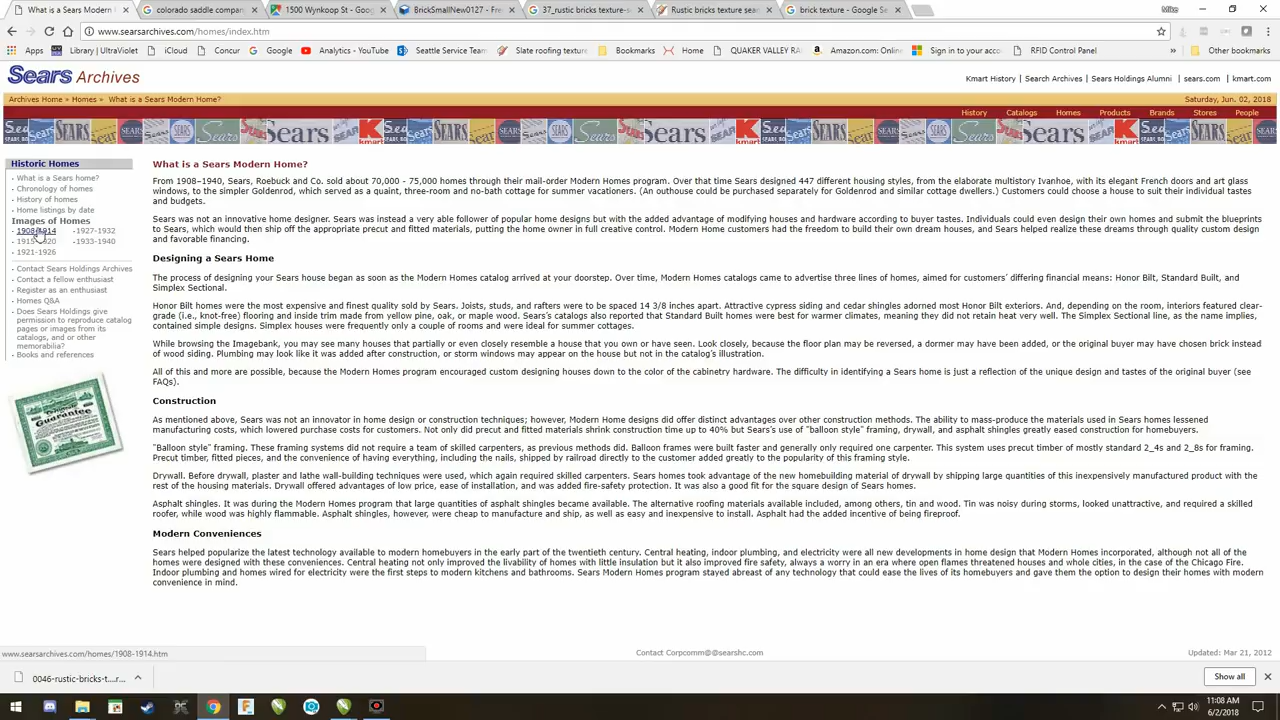 What is a Sears Modern H
colorado saddle compan
1500 Wynkoop St - Goog
BrickSmallNew0127 - Fr
37_rustic bricks texture-s
Rustic bricks texture sea
brick texture - Google Se
Mike
www.searsarchives.com/homes/index.htm
Apps
Library | UltraViolet
iCloud
Concur
Google
Analytics - YouTube
Seattle Service Team
Slate roofing texture
Bookmarks
Home
QUAKER VALLEY RA
Amazon.com: Online
Sign in to your acco
RFID Control Panel
Other bookmarks
Sears Archives
Kmart History | Search Archives | Sears Holdings Alumni | sears.com | kmart.com
Archives Home » Homes » What is a Sears Modern Home?
Saturday, Jun. 02, 2018
History Catalogs Homes Products Brands Stores People
Historic Homes
What is a Sears home?
Chronology of homes
History of homes
Home listings by date
Images of Homes
1908-1914
1927-1932
1915-1920
1933-1940
1921-1926
Contact Sears Holdings Archives
Contact a fellow enthusiast
Register as an enthusiast
Homes Q&A
Does Sears Holdings give
permission to reproduce catalog
pages or images from its
catalogs, and or other
memorabilia?
Books and references
Guarantee
What is a Sears Modern Home?
From 1908–1940, Sears, Roebuck and Co. sold about 70,000 - 75,000 homes through their mail-order Modern Homes program. Over that time Sears designed 447 different housing styles, from the elaborate multistory Ivanhoe, with its elegant French doors and art glass
windows, to the simpler Goldenrod, which served as a quaint, three-room and no-bath cottage for summer vacationers. (An outhouse could be purchased separately for Goldenrod and similar cottage dwellers.) Customers could choose a house to suit their individual tastes
and budgets.
Sears was not an innovative home designer. Sears was instead a very able follower of popular home designs but with the added advantage of modifying houses and hardware according to buyer tastes. Individuals could even design their own homes and submit the blueprints
to Sears, which would then ship off the appropriate precut and fitted materials, putting the home owner in full creative control. Modern Home customers had the freedom to build their own dream houses, and Sears helped realize these dreams through quality custom design
and favorable financing.
Designing a Sears Home
The process of designing your Sears house began as soon as the Modern Homes catalog arrived at your doorstep. Over time, Modern Homes catalogs came to advertise three lines of homes, aimed for customers' differing financial means: Honor Bilt, Standard Built, and
Simplex Sectional.
Honor Bilt homes were the most expensive and finest quality sold by Sears. Joists, studs, and rafters were to be spaced 14 3/8 inches apart. Attractive cypress siding and cedar shingles adorned most Honor Bilt exteriors. And, depending on the room, interiors featured clear-
grade (i.e., knot-free) flooring and inside trim made from yellow pine, oak, or maple wood. Sears's catalogs also reported that Standard Built homes were best for warmer climates, meaning they did not retain heat very well. The Simplex Sectional line, as the name implies,
contained simple designs. Simplex houses were frequently only a couple of rooms and were ideal for summer cottages.
While browsing the Imagebank, you may see many houses that partially or even closely resemble a house that you own or have seen. Look closely, because the floor plan may be reversed, a dormer may have been added, or the original buyer may have chosen brick instead
of wood siding. Plumbing may look like it was added after construction, or storm windows may appear on the house but not in the catalog's illustration.
All of this and more are possible, because the Modern Homes program encouraged custom designing houses down to the color of the cabinetry hardware. The difficulty in identifying a Sears home is just a reflection of the unique design and tastes of the original buyer (see
FAQs).
Construction
As mentioned above, Sears was not an innovator in home design or construction techniques; however, Modern Home designs did offer distinct advantages over other construction methods. The ability to mass-produce the materials used in Sears homes lessened
manufacturing costs, which lowered purchase costs for customers. Not only did precut and fitted materials shrink construction time up to 40% but Sears's use of "balloon style" framing, drywall, and asphalt shingles greatly eased construction for homebuyers.
"Balloon style" framing. These framing systems did not require a team of skilled carpenters, as previous methods did. Balloon frames were built faster and generally only required one carpenter. This system uses precut timber of mostly standard 2_4s and 2_8s for framing.
Precut timber, fitted pieces, and the convenience of having everything, including the nails, shipped by railroad directly to the customer added greatly to the popularity of this framing style.
Drywall. Before drywall, plaster and lathe wall-building techniques were used, which again required skilled carpenters. Sears homes took advantage of the new homebuilding material of drywall by shipping large quantities of this inexpensively manufactured product with the
rest of the housing materials. Drywall offered advantages of low price, ease of installation, and was added fire-safety protection. It was also a good fit for the square design of Sears homes.
Asphalt shingles. It was during the Modern Homes program that large quantities of asphalt shingles became available. The alternative roofing materials available included, among others, tin and wood. Tin was noisy during storms, looked unattractive, and required a skilled
roofer, while wood was highly flammable. Asphalt shingles, however, were cheap to manufacture and ship, as well as easy and inexpensive to install. Asphalt had the added incentive of being fireproof.
Modern Conveniences
Sears helped popularize the latest technology available to modern homebuyers in the early part of the twentieth century. Central heating, indoor plumbing, and electricity were all new developments in home design that Modern Homes incorporated, although not all of the
homes were designed with these conveniences. Central heating not only improved the livability of homes with little insulation but it also improved fire safety, always a worry in an era where open flames threatened houses and whole cities, in the case of the Chicago Fire.
Indoor plumbing and homes wired for electricity were the first steps to modern kitchens and bathrooms. Sears Modern Homes program stayed abreast of any technology that could ease the lives of its homebuyers and gave them the option to design their homes with modern
convenience in mind.
Contact Corpcomm@@searshc.com
Updated: Mar 21, 2012
www.searsarchives.com/homes/1908-1914.htm
0046-rustic-bricks-t....r...
Show all
11:08 AM
6/2/2018